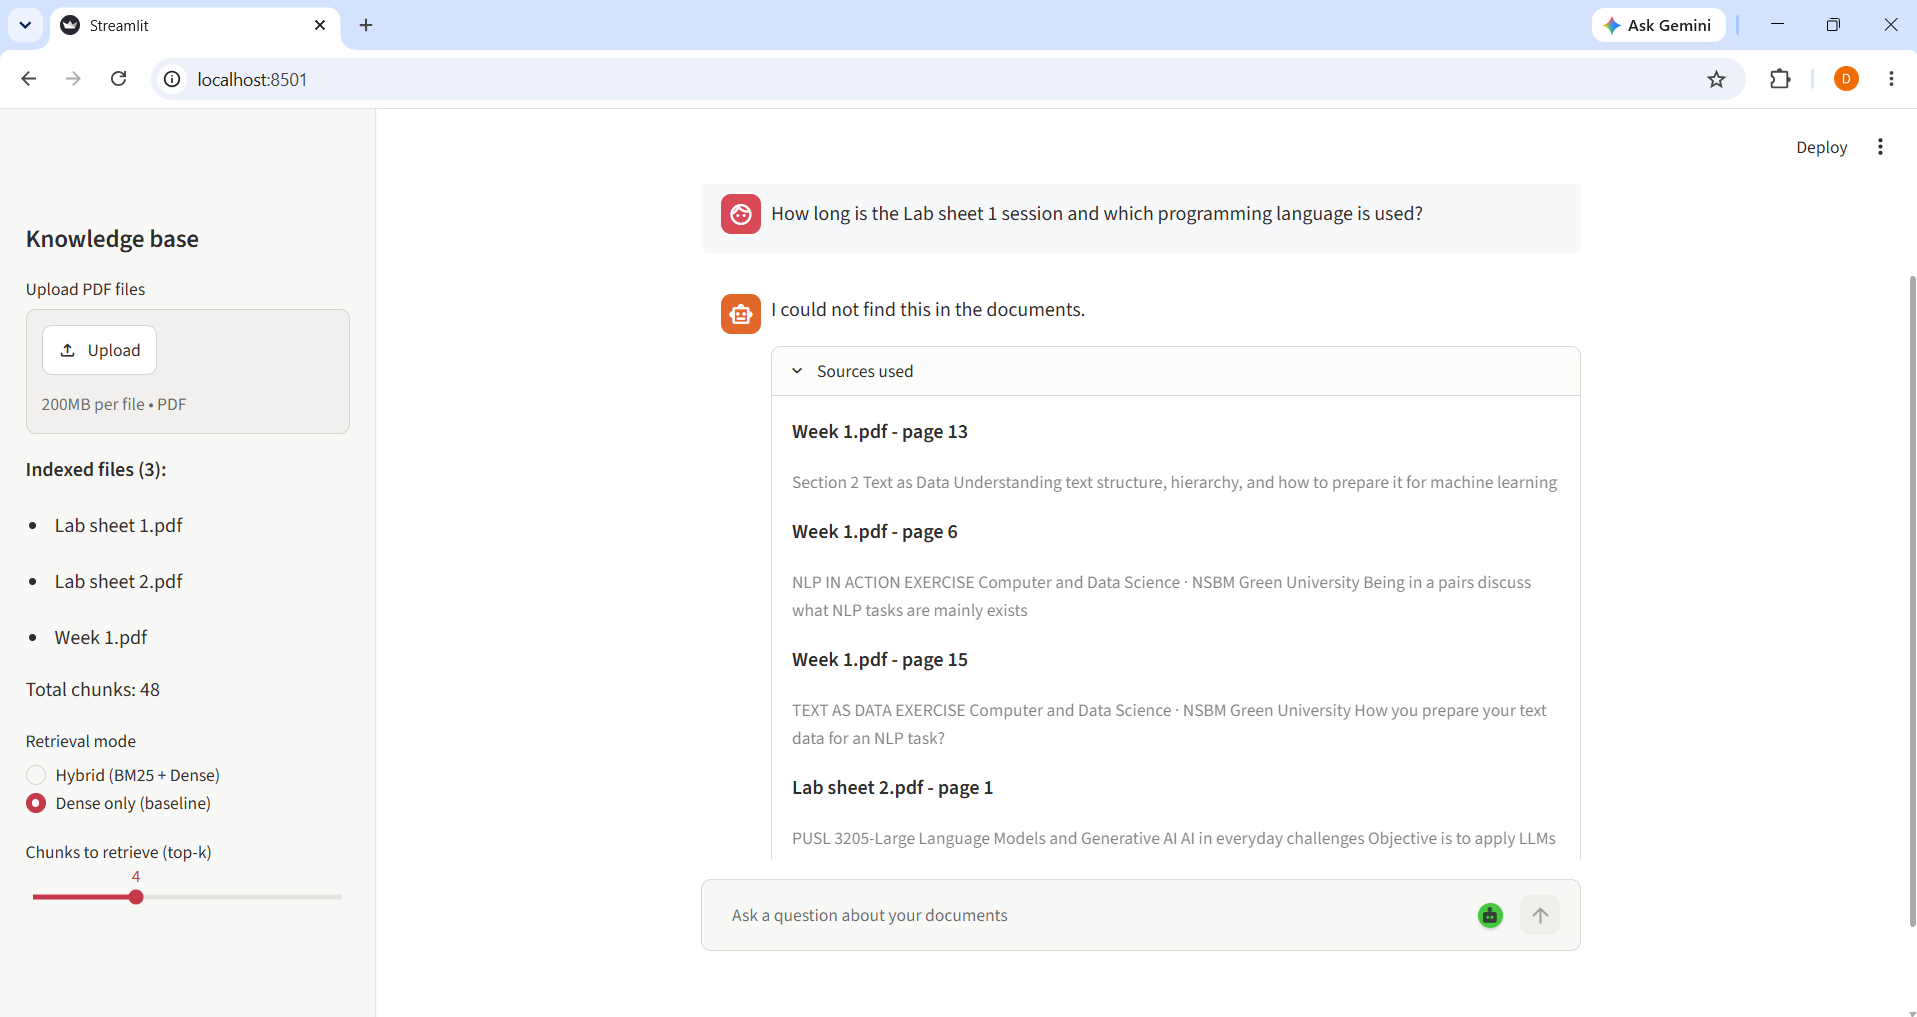 Streamlit
Ask Gemini
localhost:8501
D
Deploy
Knowledge base
Upload PDF files
Upload
200MB per file • PDF
Indexed files (3):
• Lab sheet 1.pdf
• Lab sheet 2.pdf
• Week 1.pdf
Total chunks: 48
Retrieval mode
Hybrid (BM25 + Dense)
Dense only (baseline)
Chunks to retrieve (top-k)
4
How long is the Lab sheet 1 session and which programming language is used?
I could not find this in the documents.
Sources used
Week 1.pdf - page 13
Section 2 Text as Data Understanding text structure, hierarchy, and how to prepare it for machine learning
Week 1.pdf - page 6
NLP IN ACTION EXERCISE Computer and Data Science · NSBM Green University Being in a pairs discuss
what NLP tasks are mainly exists
Week 1.pdf - page 15
TEXT AS DATA EXERCISE Computer and Data Science · NSBM Green University How you prepare your text
data for an NLP task?
Lab sheet 2.pdf - page 1
PUSL 3205-Large Language Models and Generative AI AI in everyday challenges Objective is to apply LLMs
Ask a question about your documents